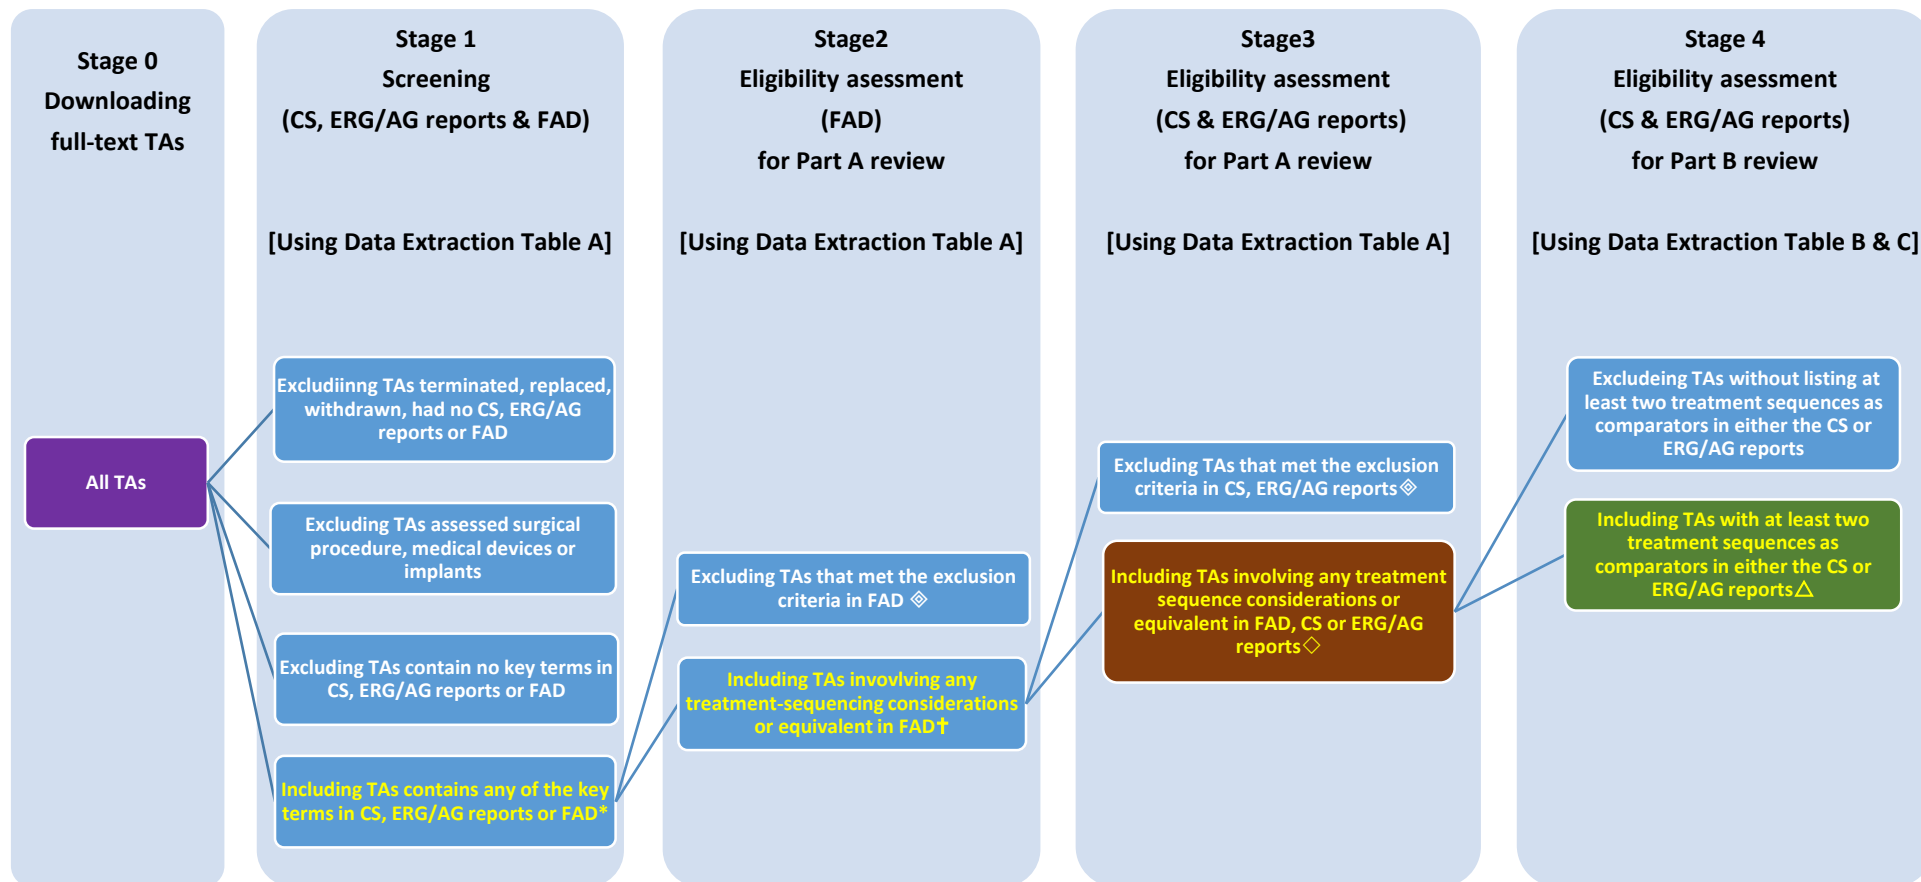 Stage 0
Downloading
full-text TAs
All TAs
Stage 1
Screening
(CS, ERG/AG reports & FAD)
[Using Data Extraction Table A]
Excludiinng TAs terminated, replaced,
withdrawn, had no CS, ERG/AG
reports or FAD
Excluding TAs assessed surgical
procedure, medical devices or
implants
Excluding TAs contain no key terms in
CS, ERG/AG reports or FAD
Including TAs contains any of the key
terms in CS, ERG/AG reports or FAD*
Stage2
Eligibility asessment
(FAD)
for Part A review
[Using Data Extraction Table A]
Excluding TAs that met the exclusion
criteria in FAD ⟐
Including TAs invovlving any
treatment-sequencing considerations
or equivalent in FAD✝
Stage3
Eligibility asessment
(CS & ERG/AG reports)
for Part A review
[Using Data Extraction Table A]
Excluding TAs that met the exclusion
criteria in CS, ERG/AG reports⟐
Including TAs involving any treatment
sequence considerations or
equivalent in FAD, CS or ERG/AG
reports◇
Stage 4
Eligibility asessment
(CS & ERG/AG reports)
for Part B review
[Using Data Extraction Table B & C]
Excludeing TAs without listing at
least two treatment sequences as
comparators in either the CS or
ERG/AG reports
Including TAs with at least two
treatment sequences as
comparators in either the CS or
ERG/AG reports△